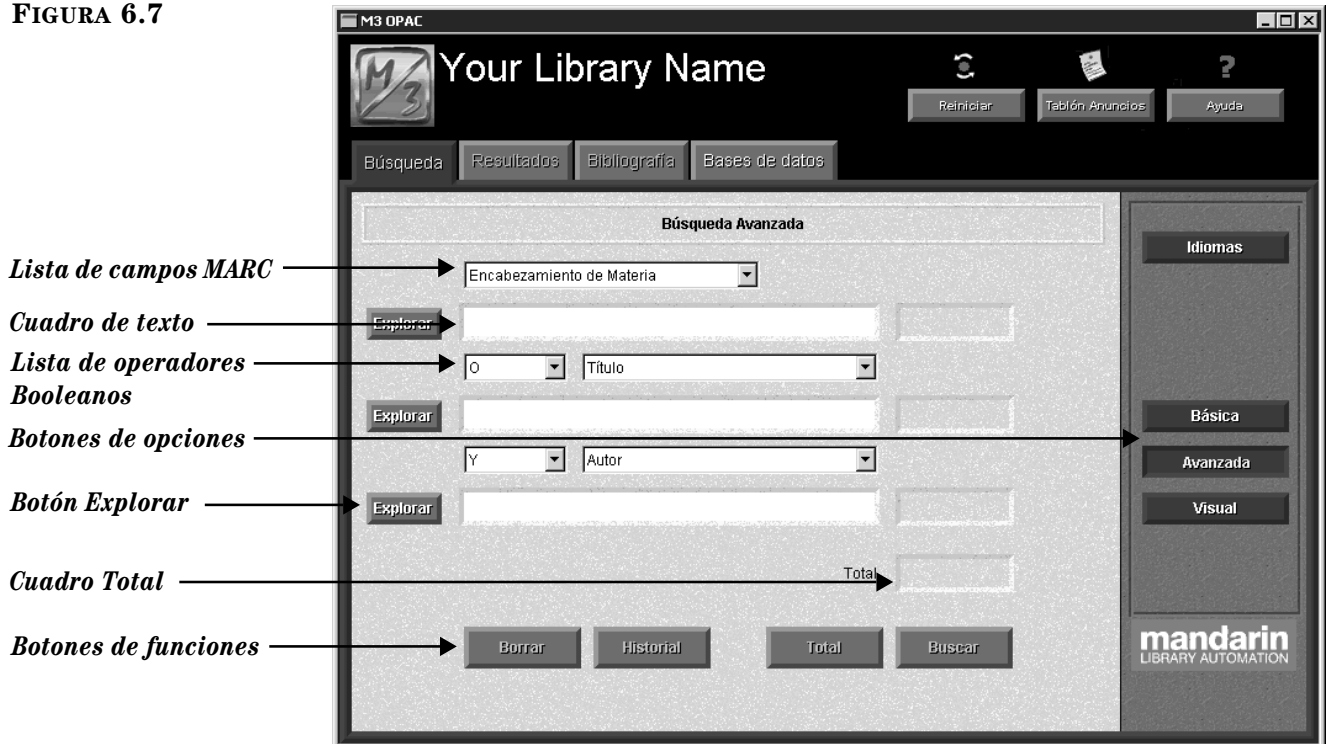 FIGURA 6.7
M3 OPAC
M/3
Your Library Name
Reiniciar
Tablón Anuncios
Ayuda
Búsqueda
Resultados
Bibliografía
Bases de datos
Búsqueda Avanzada
Idiomas
Lista de campos MARC
Encabezamiento de Materia
Cuadro de texto
Explorar
Lista de operadores
Booleanos
O
Título
Explorar
Básica
Botones de opciones
Y
Autor
Avanzada
Botón Explorar
Explorar
Visual
Cuadro Total
Total
Botones de funciones
Borrar
Historial
Total
Buscar
mandarin
LIBRARY AUTOMATION